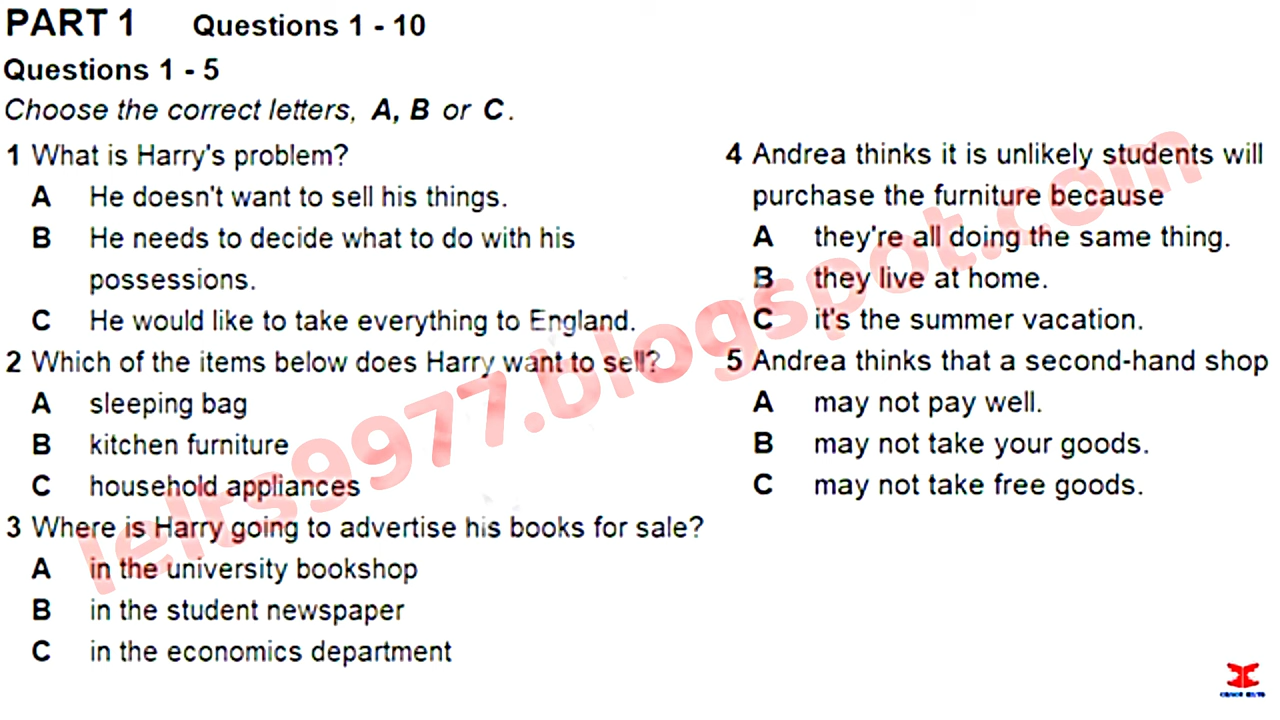 PART 1 Questions 1 - 10
Questions 1 - 5
Choose the correct letters, A, B or C.
1 What is Harry's problem?
A He doesn't want to sell his things.
B He needs to decide what to do with his
possessions.
C He would like to take everything to England.
2 Which of the items below does Harry want to sell?
A sleeping bag
B kitchen furniture
C household appliances
3 Where is Harry going to advertise his books for sale?
A in the university bookshop
B in the student newspaper
C in the economics department
4 Andrea thinks it is unlikely students will
purchase the furniture because
A they're all doing the same thing.
B they live at home.
C it's the summer vacation.
5 Andrea thinks that a second-hand shop
A may not pay well.
B may not take your goods.
C may not take free goods.
Ielts9977.blogspot.com